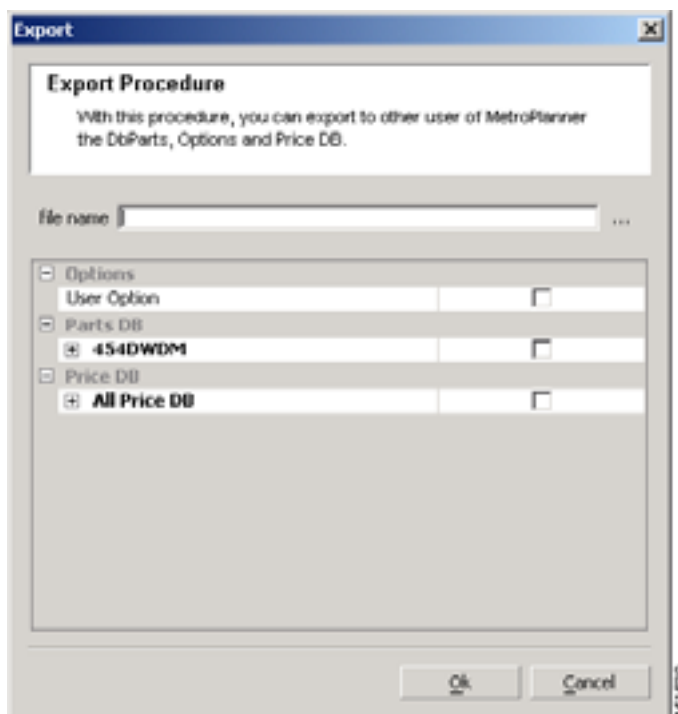 Export
Export Procedure
With this procedure, you can export to other user of MetroPlanner
the DbParts, Options and Price DB.
file name
...
Options
User Option
Parts DB
454DWDM
Price DB
All Price DB
Ok
Cancel